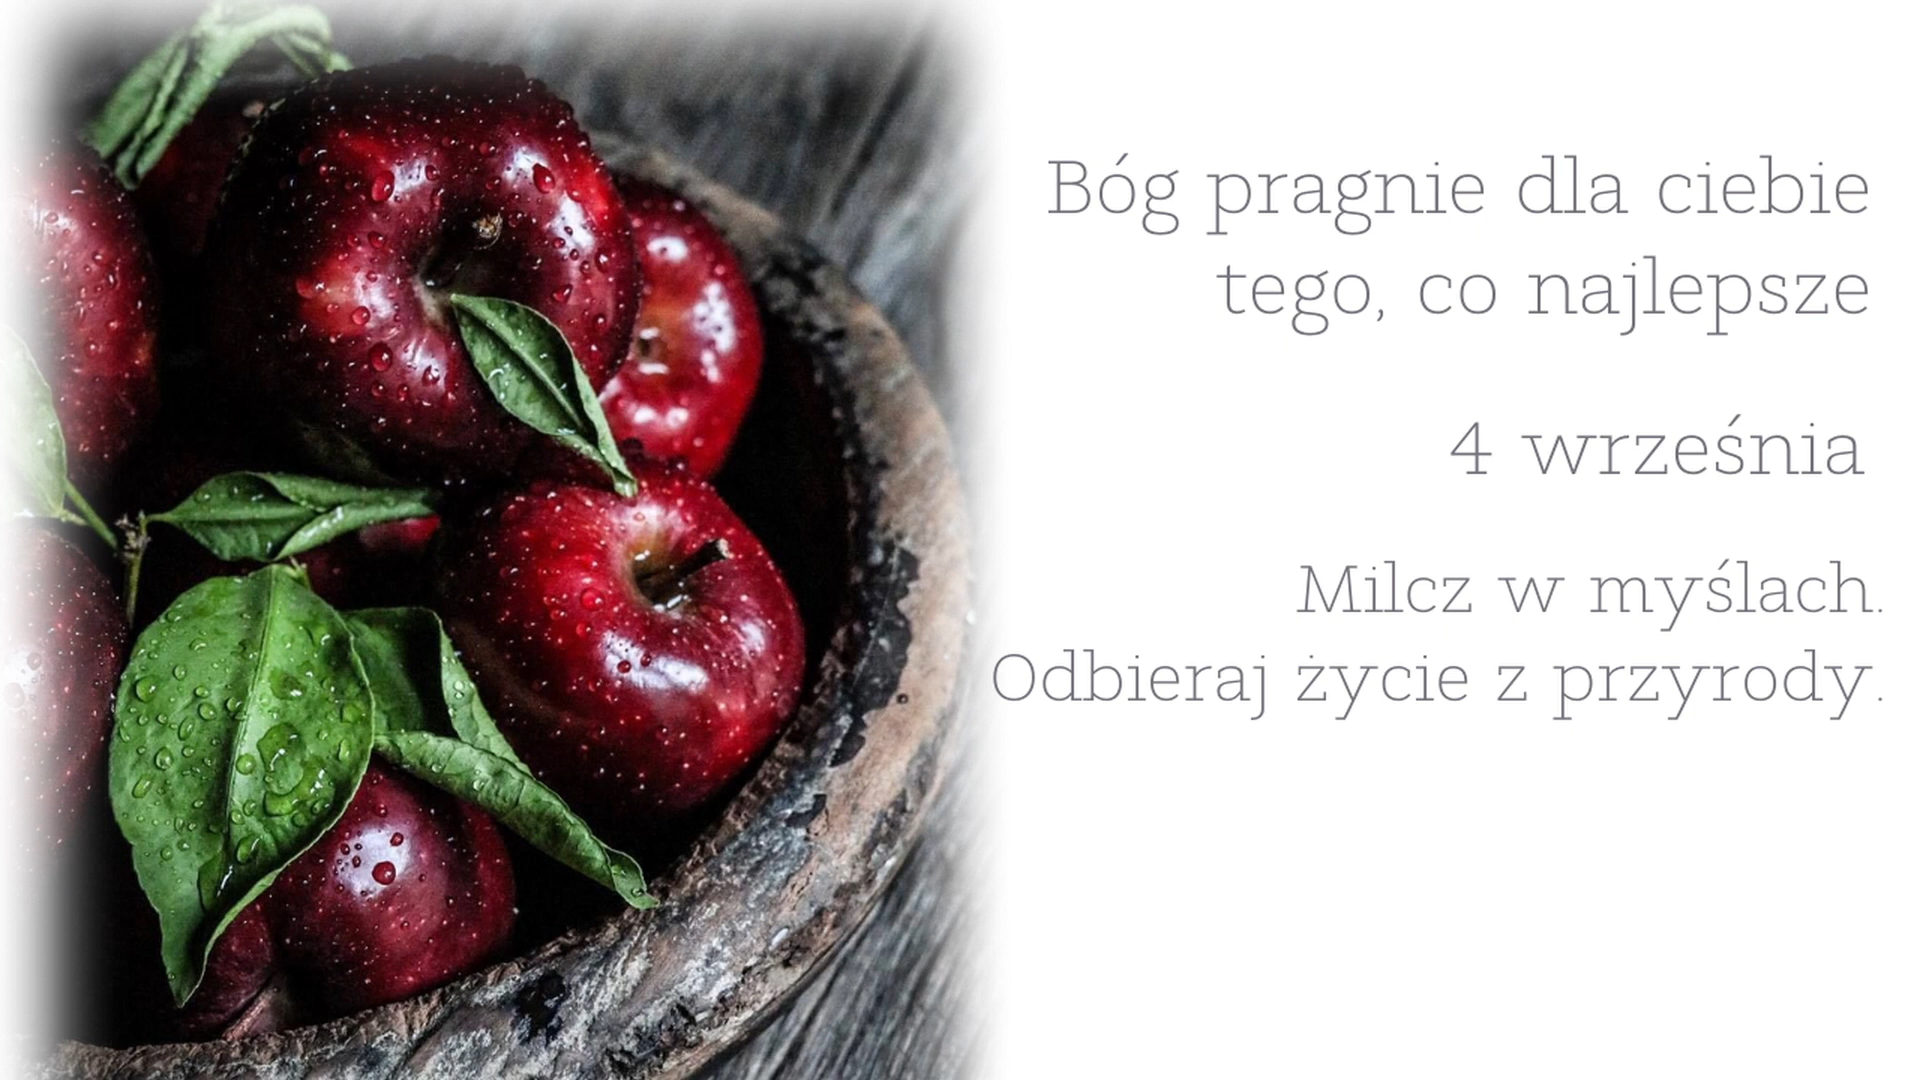 Bóg pragnie dla ciebie
tego, co najlepsze
4 września
Milcz w myślach.
Odbieraj życie z przyrody.